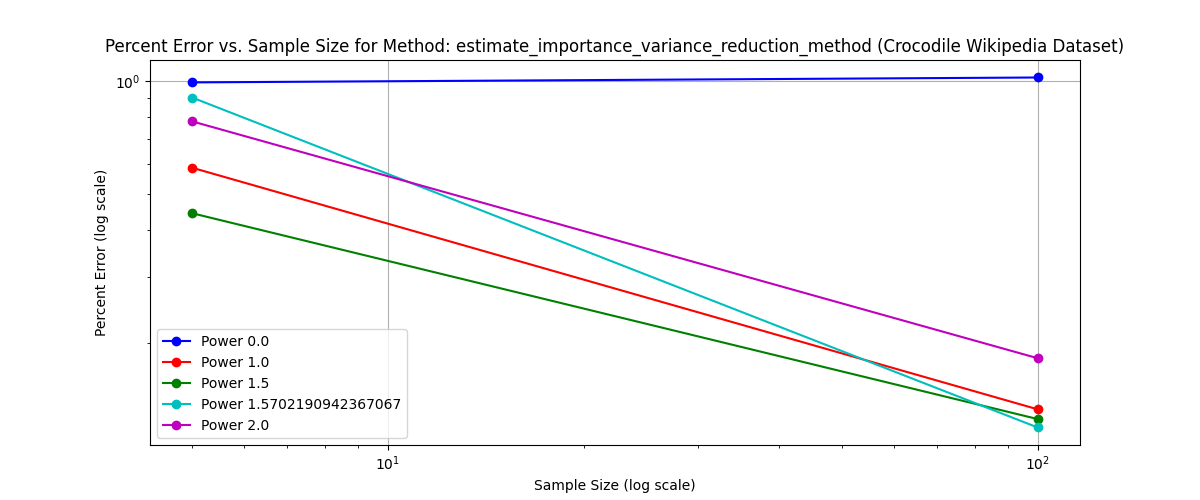 Percent Error vs. Sample Size for Method: estimate_importance_variance_reduction_method (Crocodile Wikipedia Dataset)
10⁰
Percent Error (log scale)
Power 0.0
Power 1.0
Power 1.5
Power 1.5702190942367067
Power 2.0
10¹
10²
Sample Size (log scale)